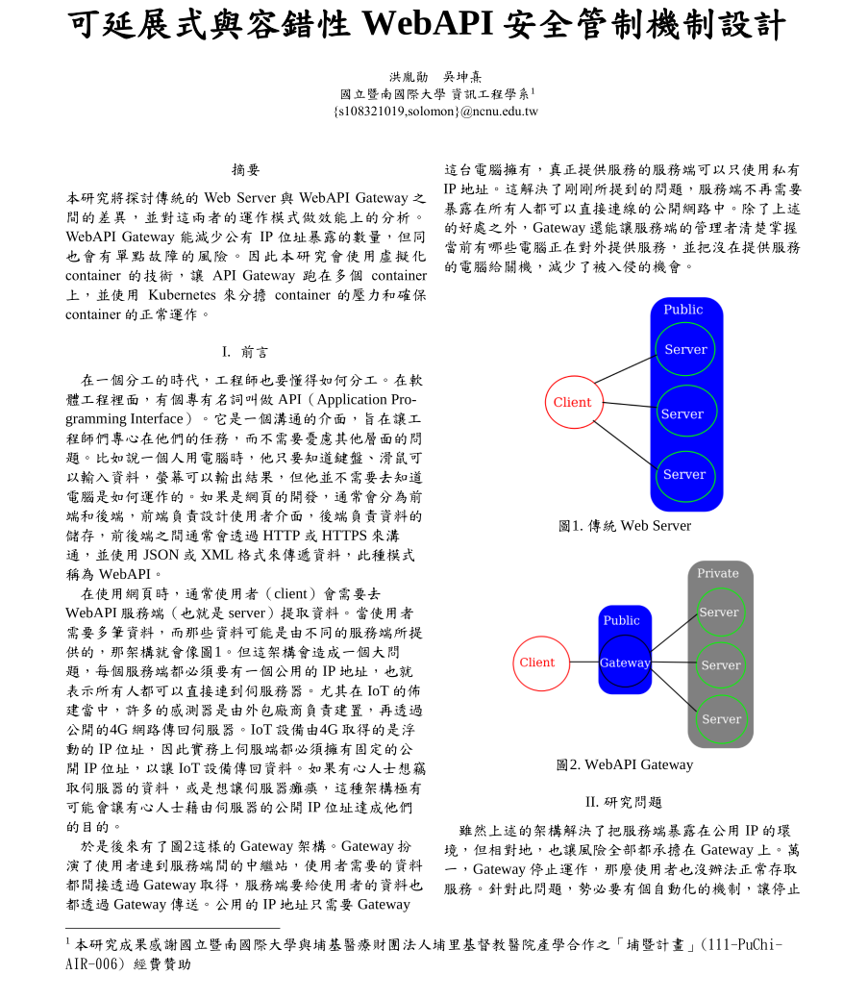 可延展式與容錯性 WebAPI 安全管制機制設計
洪胤勛　吳坤熹
國立暨南國際大學 資訊工程學系1
{s108321019,solomon}@ncnu.edu.tw
摘要
本研究將探討傳統的 Web Server 與 WebAPI Gateway 之
間的差異，並對這兩者的運作模式做效能上的分析。
WebAPI Gateway 能減少公有 IP 位址暴露的數量，但同
也會有單點故障的風險。因此本研究會使用虛擬化
container 的技術，讓 API Gateway 跑在多個 container
上，並使用 Kubernetes 來分擔 container 的壓力和確保
container 的正常運作。
I. 前言
在一個分工的時代，工程師也要懂得如何分工。在軟
體工程裡面，有個專有名詞叫做 API（Application Pro-
gramming Interface）。它是一個溝通的介面，旨在讓工
程師們專心在他們的任務，而不需要憂慮其他層面的問
題。比如說一個人用電腦時，他只要知道鍵盤、滑鼠可
以輸入資料，螢幕可以輸出結果，但他並不需要去知道
電腦是如何運作的。如果是網頁的開發，通常會分為前
端和後端，前端負責設計使用者介面，後端負責資料的
儲存，前後端之間通常會透過 HTTP 或 HTTPS 來溝
通，並使用 JSON 或 XML 格式來傳遞資料，此種模式
稱為 WebAPI。
在使用網頁時，通常使用者（client）會需要去
WebAPI 服務端（也就是 server）提取資料。當使用者
需要多筆資料，而那些資料可能是由不同的服務端所提
供的，那架構就會像圖1。但這架構會造成一個大問
題，每個服務端都必須要有一個公用的 IP 地址，也就
表示所有人都可以直接連到伺服器。尤其在 IoT 的佈
建當中，許多的感測器是由外包廠商負責建置，再透過
公開的4G 網路傳回伺服器。IoT 設備由4G 取得的是浮
動的 IP 位址，因此實務上伺服端都必須擁有固定的公
開 IP 位址，以讓 IoT 設備傳回資料。如果有心人士想竊
取伺服器的資料，或是想讓伺服器癱瘓，這種架構極有
可能會讓有心人士藉由伺服器的公開 IP 位址達成他們
的目的。
於是後來有了圖2這樣的 Gateway 架構。Gateway 扮
演了使用者連到服務端間的中繼站，使用者需要的資料
都間接透過 Gateway 取得，服務端要給使用者的資料也
都透過 Gateway 傳送。公用的 IP 地址只需要 Gateway
1 本研究成果感謝國立暨南國際大學與埔基醫療財團法人埔里基督教醫院產學合作之「埔暨計畫」(111-PuChi-
AIR-006) 經費贊助
這台電腦擁有，真正提供服務的服務端可以只使用私有
IP 地址。這解決了剛剛所提到的問題，服務端不再需要
暴露在所有人都可以直接連線的公開網路中。除了上述
的好處之外，Gateway 還能讓服務端的管理者清楚掌握
當前有哪些電腦正在對外提供服務，並把沒在提供服務
的電腦給關機，減少了被入侵的機會。
Public
Server
Client
Server
Server
圖1. 傳統 Web Server
Private
Server
Public
Client
Gateway
Server
Server
圖2. WebAPI Gateway
II. 研究問題
雖然上述的架構解決了把服務端暴露在公用 IP 的環
境，但相對地，也讓風險全部都承擔在 Gateway 上。萬
一，Gateway 停止運作，那麼使用者也沒辦法正常存取
服務。針對此問題，勢必要有個自動化的機制，讓停止